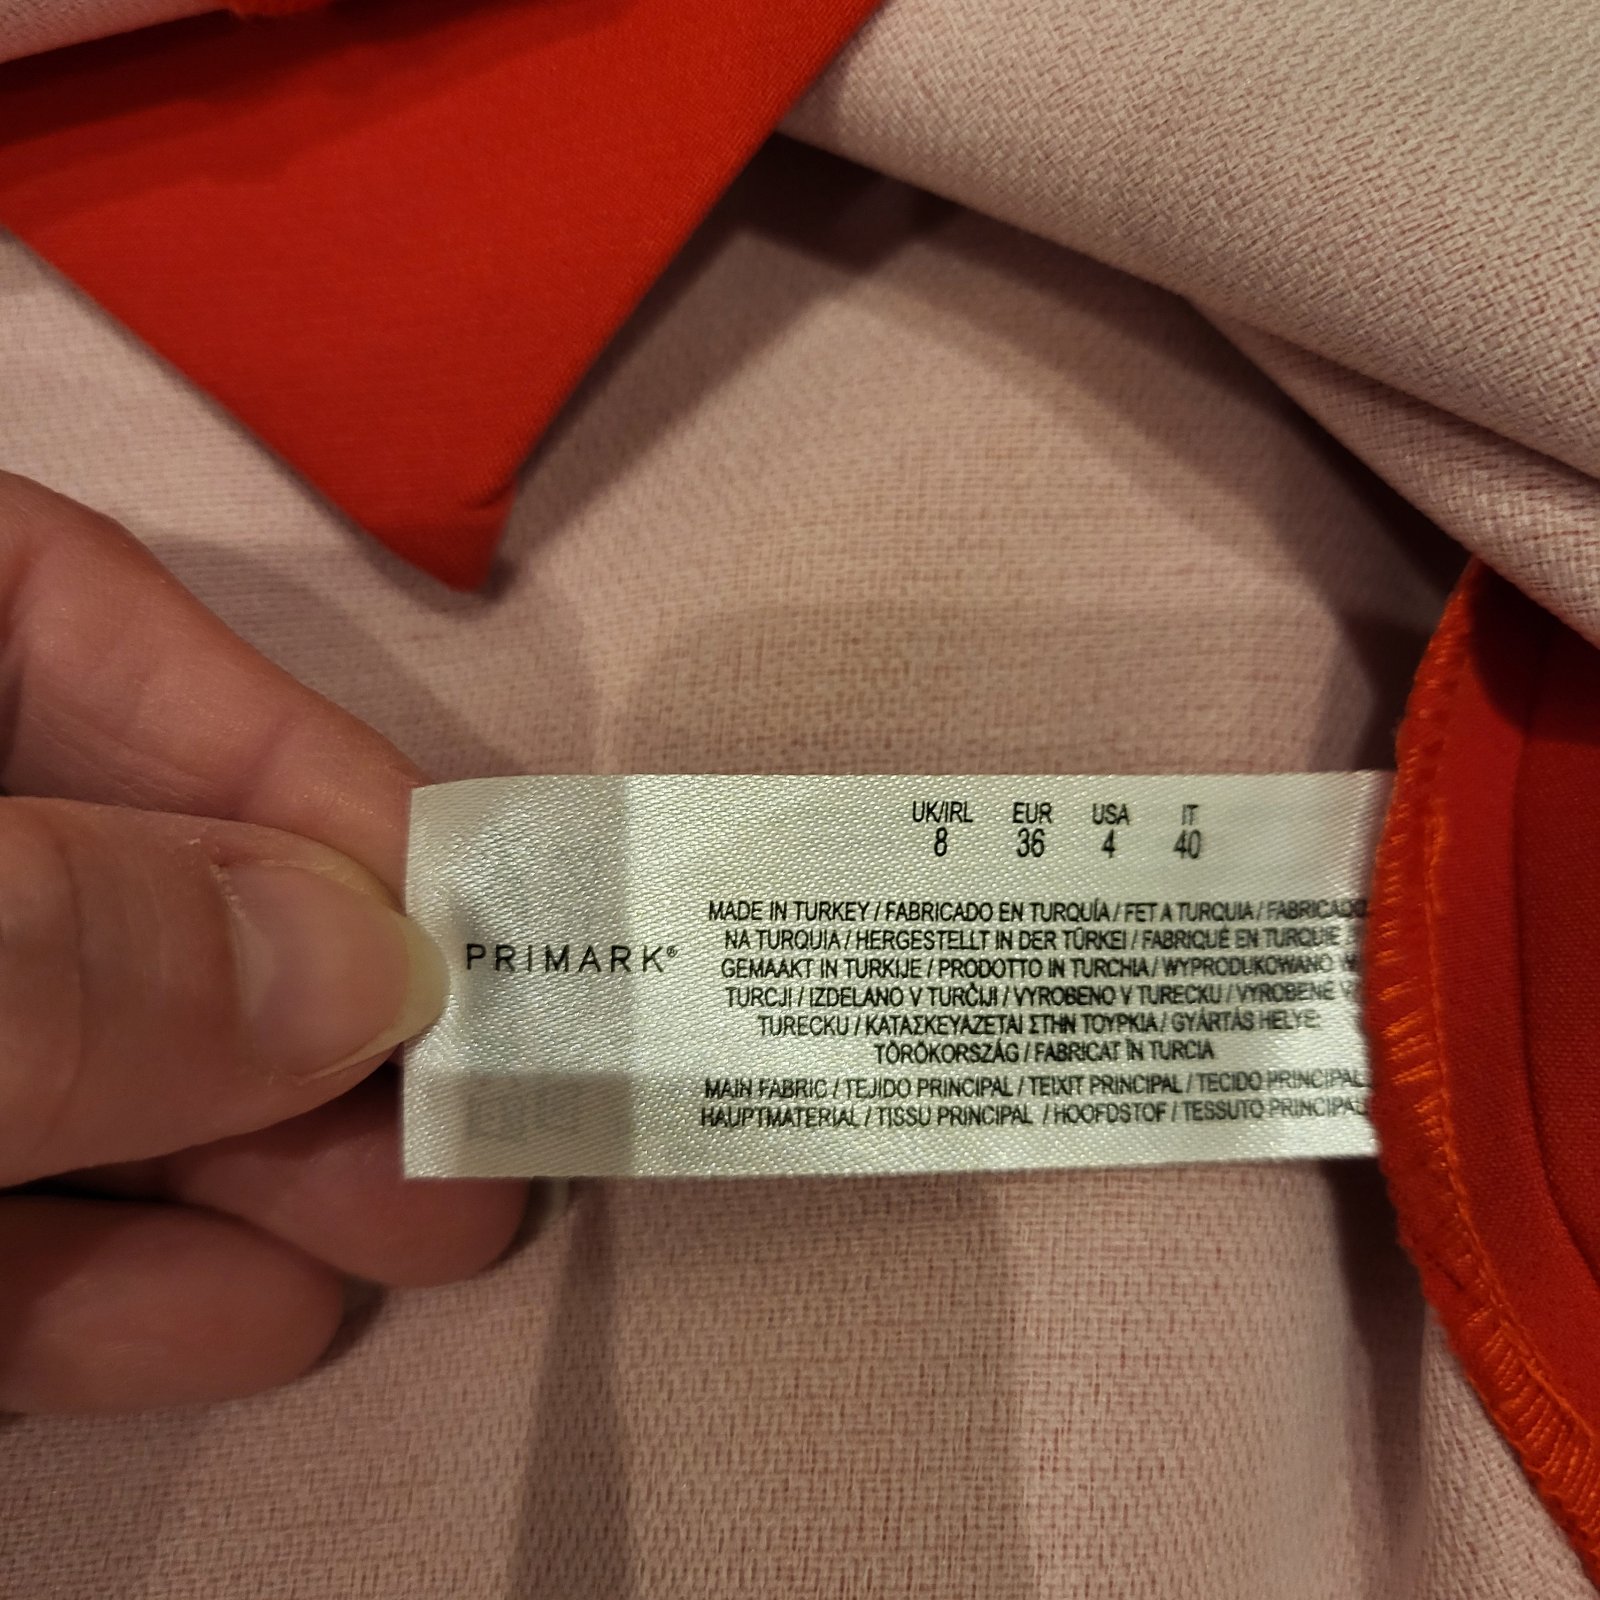 UK/IRL EUR USA IT
8 36 4 40
PRIMARK®
MADE IN TURKEY / FABRICADO EN TURQUÍA / FET A TURQUIA / FABRICADO
NA TURQUIA / HERGESTELLT IN DER TÜRKEI / FABRIQUÉ EN TURQUIE
GEMAAKT IN TURKIJE / PRODOTTO IN TURCHIA / WYPRODUKOWANO W
TURCJI / IZDELANO V TURČIJI / VYROBENO V TURECKU / VYROBENÉ V
TURECKU / ΚΑΤΑΣΚΕΥΑΖΕΤΑΙ ΣΤΗΝ ΤΟΥΡΚΙΑ / GYÁRTÁS HELYE:
TÖRÖKORSZÁG / FABRICAT ÎN TURCIA
MAIN FABRIC / TEJIDO PRINCIPAL / TEIXIT PRINCIPAL / TECIDO PRINCIPAL
HAUPTMATERIAL / TISSU PRINCIPAL / HOOFDSTOF / TESSUTO PRINCIPALE